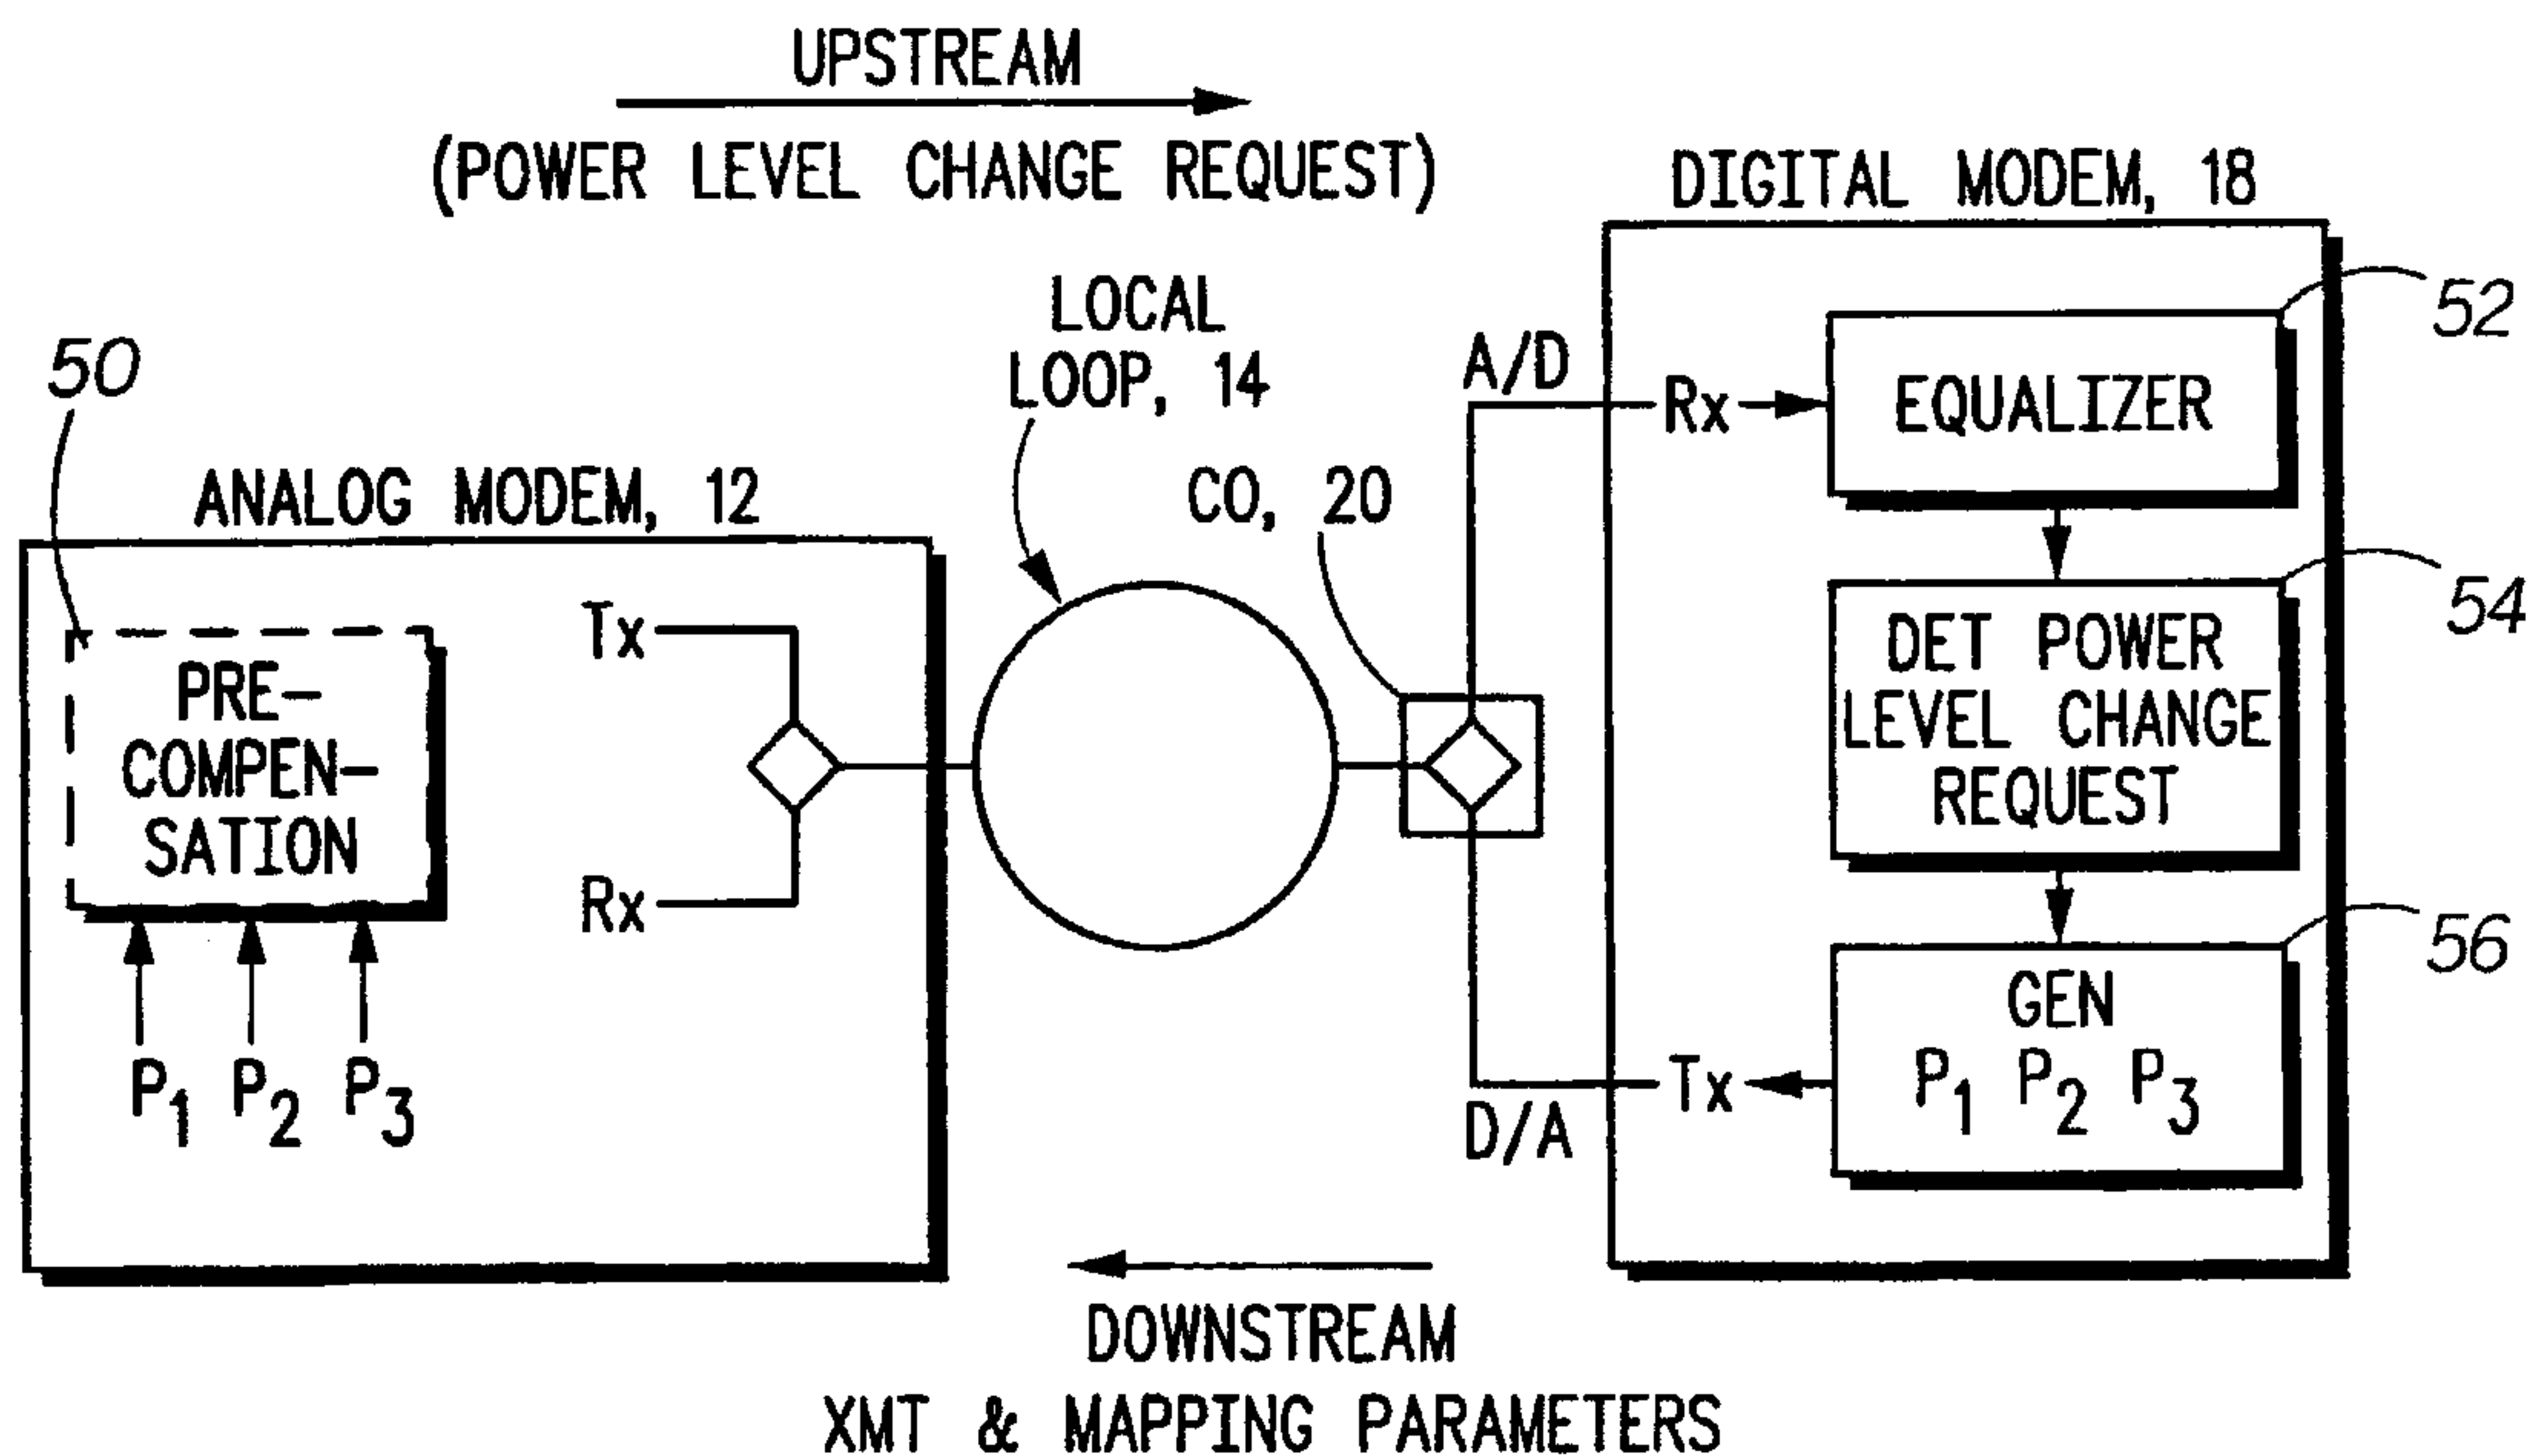 UPSTREAM
(POWER LEVEL CHANGE REQUEST)
DIGITAL MODEM, 18
LOCAL
LOOP, 14
50
ANALOG MODEM, 12
CO, 20
A/D
Rx
EQUALIZER
52
Tx
PRE-
COMPEN-
SATION
Rx
P1 P2 P3
DET POWER
LEVEL CHANGE
REQUEST
54
GEN
P1 P2 P3
56
Tx
D/A
DOWNSTREAM
XMT & MAPPING PARAMETERS